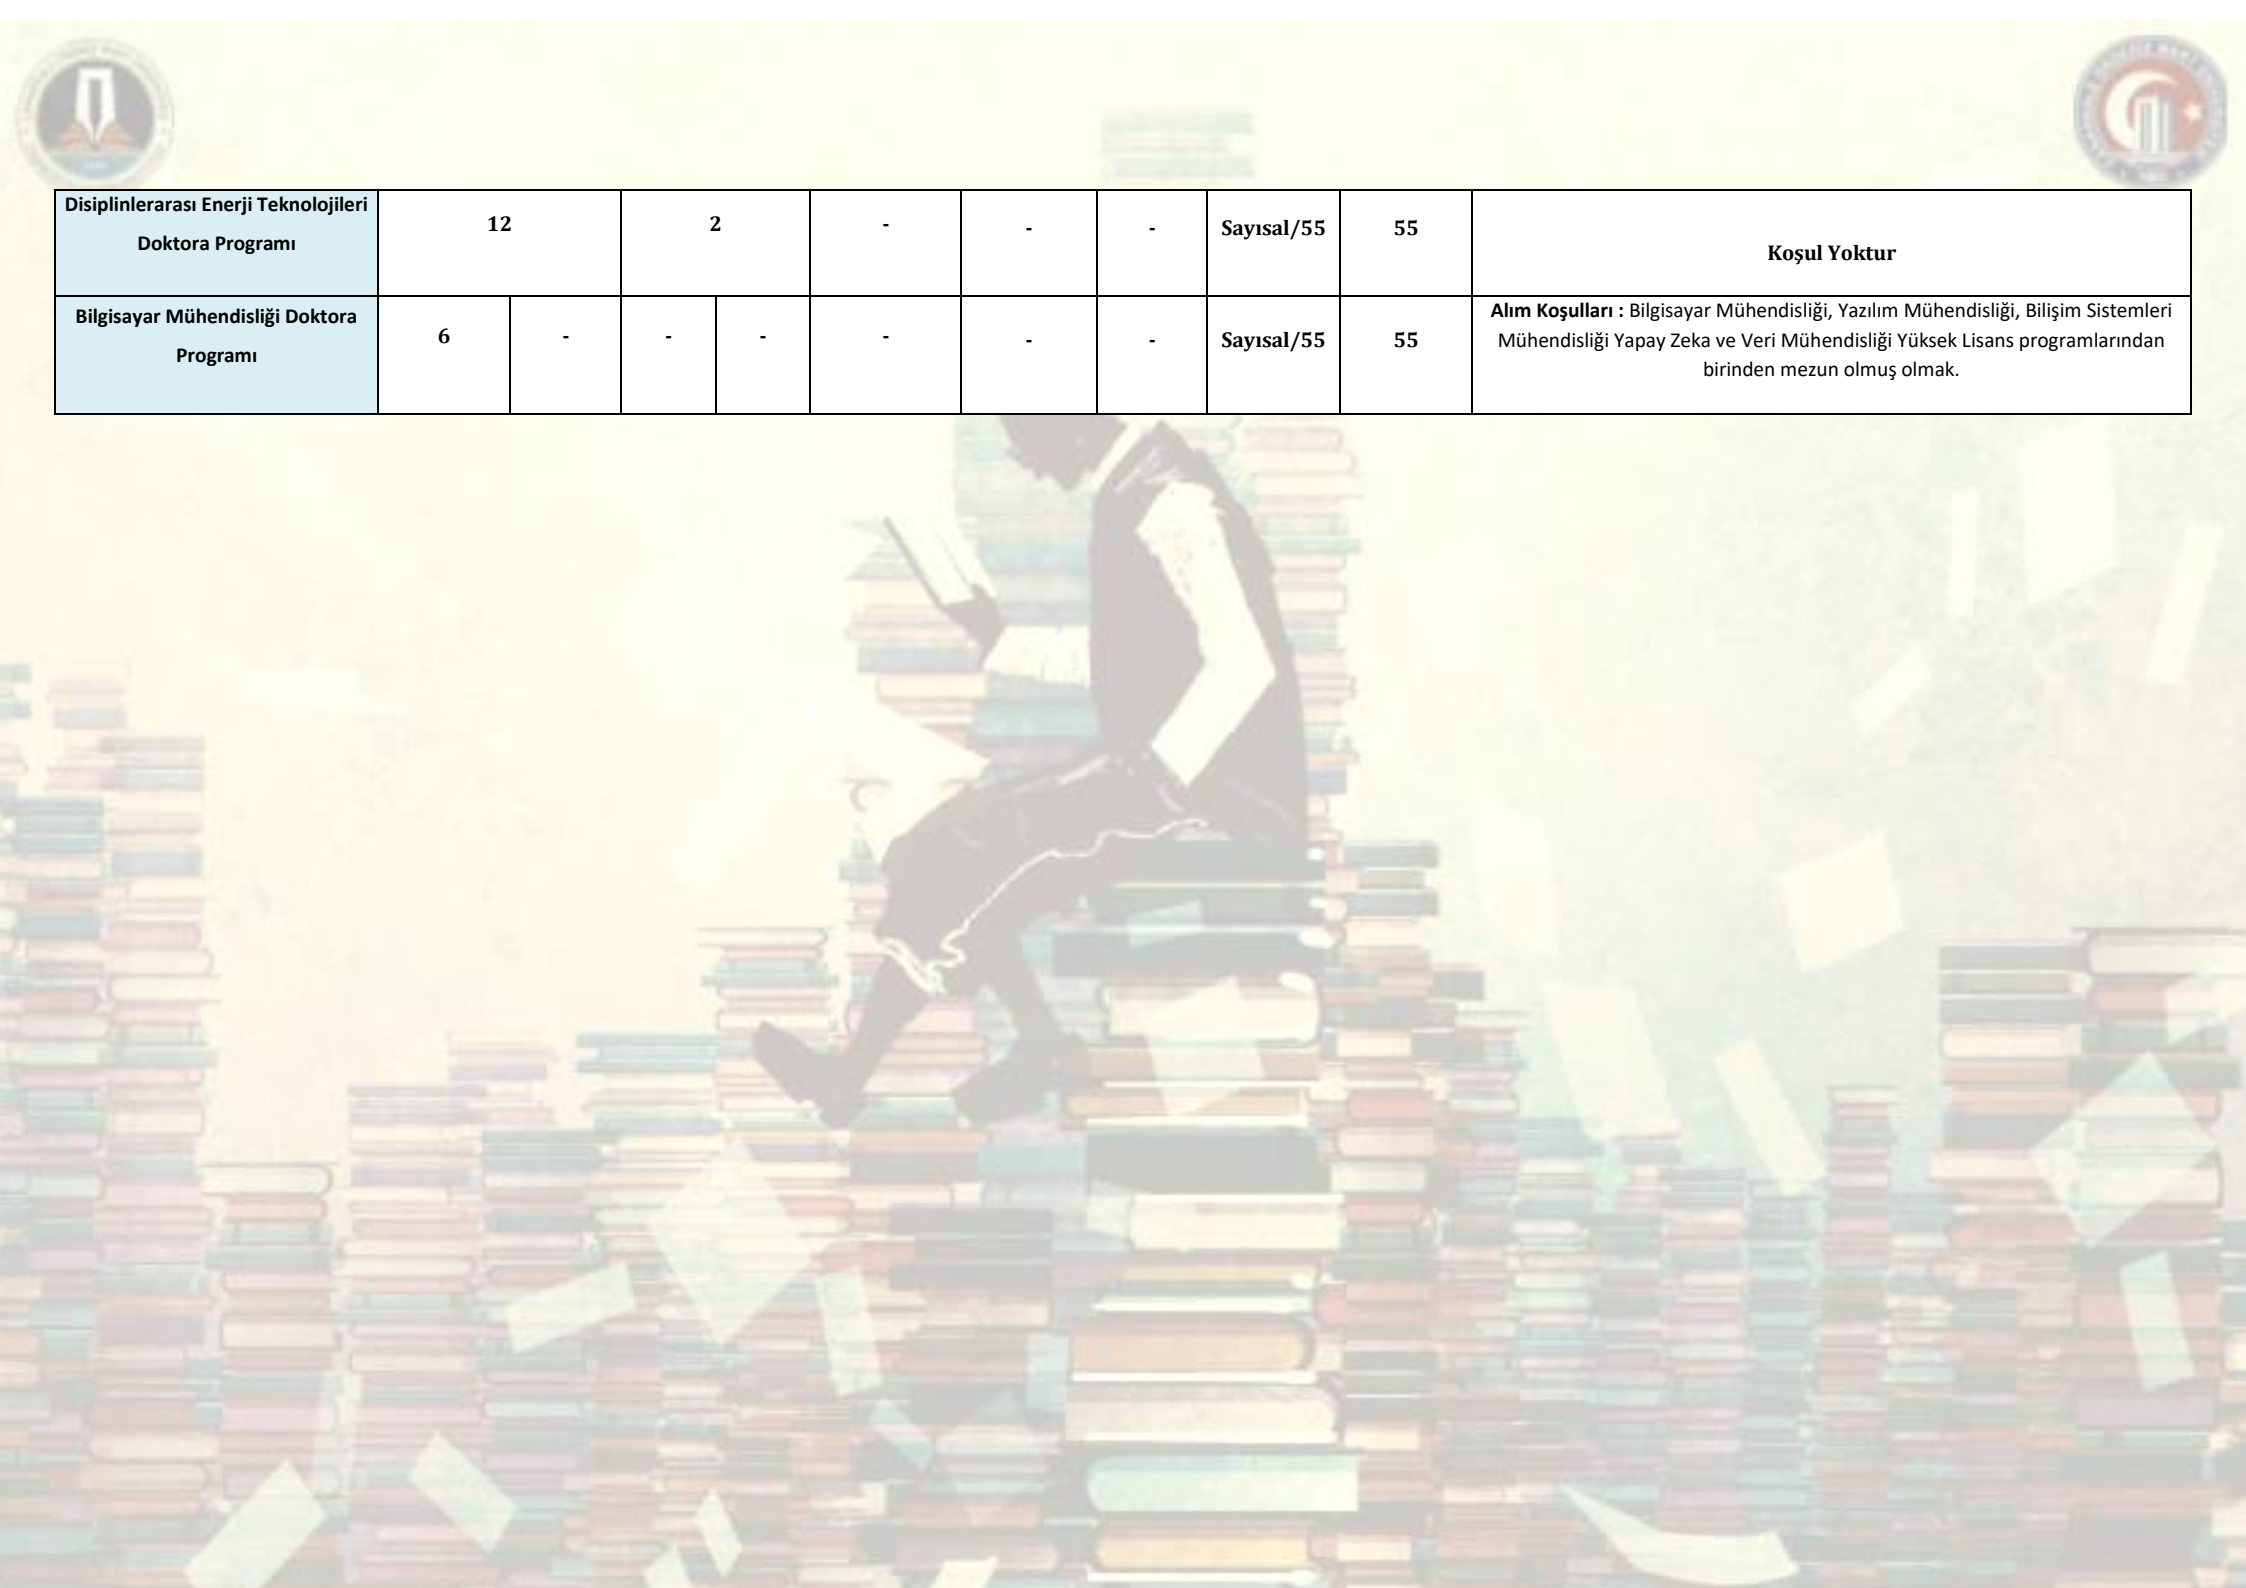 Disiplinlerarası Enerji Teknolojileri
Doktora Programı
12
2
-
-
-
Sayısal/55
55
Koşul Yoktur
Bilgisayar Mühendisliği Doktora
Programı
6
-
-
-
-
-
-
Sayısal/55
55
Alım Koşulları : Bilgisayar Mühendisliği, Yazılım Mühendisliği, Bilişim Sistemleri
Mühendisliği Yapay Zeka ve Veri Mühendisliği Yüksek Lisans programlarından
birinden mezun olmuş olmak.